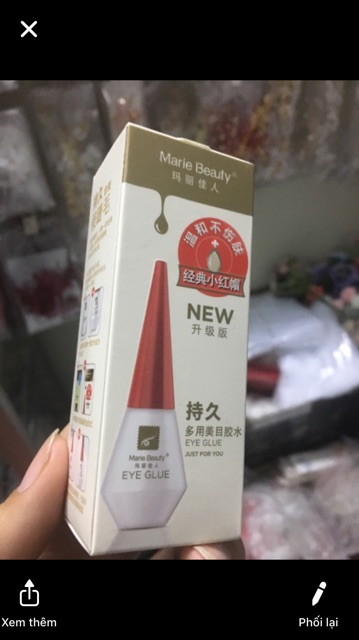 Marie Beauty®
玛丽佳人
温和不伤肤
经典小红帽
NEW
升级版
持久
多用美目胶水
EYE GLUE
JUST FOR YOU
Marie Beauty®
玛丽佳人
EYE GLUE
持久
Xem thêm
Phối lại